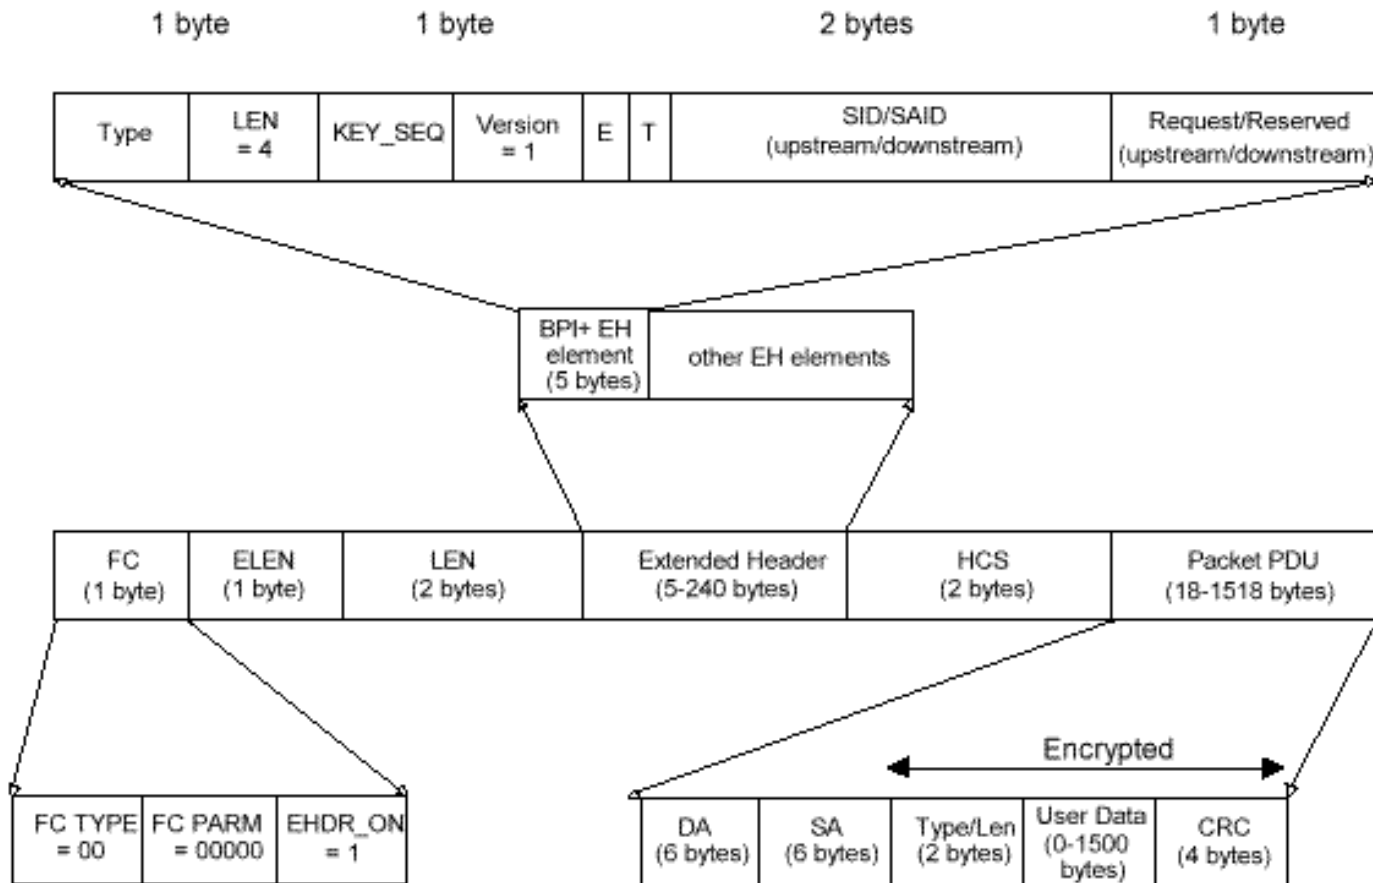 1 byte 1 byte 2 bytes 1 byte
Type
LEN
= 4
KEY_SEQ
Version
= 1
E
T
SID/SAID
(upstream/downstream)
Request/Reserved
(upstream/downstream)
BPI+ EH
element
(5 bytes)
other EH elements
FC
(1 byte)
ELEN
(1 byte)
LEN
(2 bytes)
Extended Header
(5-240 bytes)
HCS
(2 bytes)
Packet PDU
(18-1518 bytes)
Encrypted
FC TYPE
= 00
FC PARM
= 00000
EHDR_ON
= 1
DA
(6 bytes)
SA
(6 bytes)
Type/Len
(2 bytes)
User Data
(0-1500
bytes)
CRC
(4 bytes)